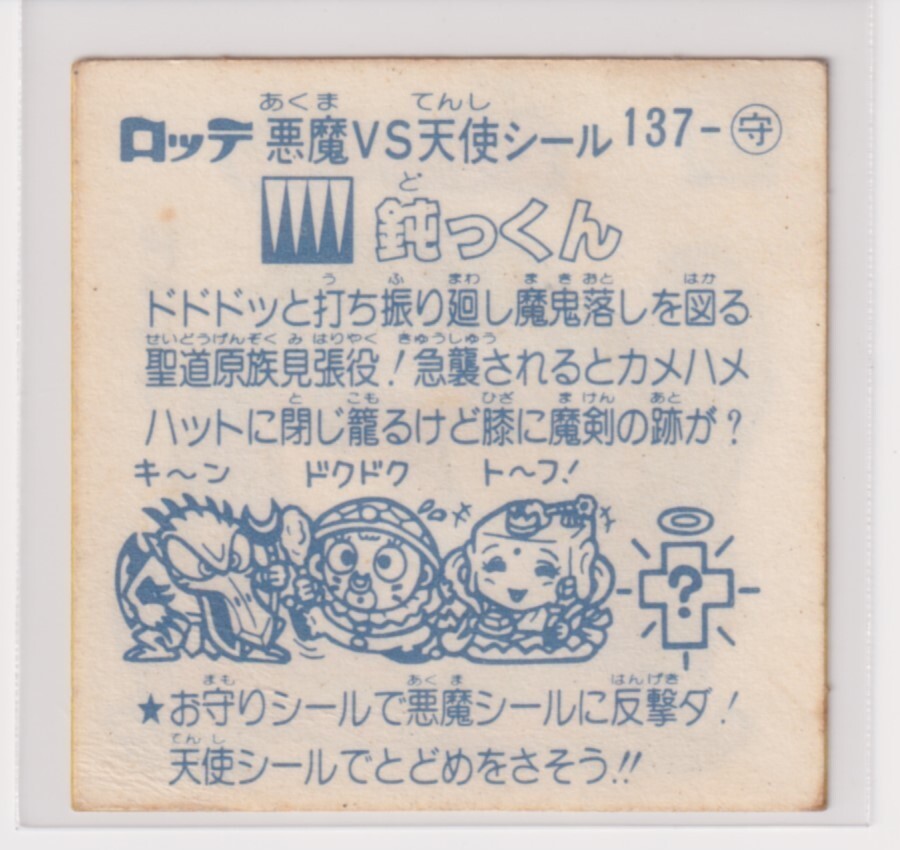 あくま てんし
ロッテ 悪魔VS天使シール 137-守
ど
鈍っくん
う ふ まわ まきおと はか
ドドドッと打ち振り廻し魔鬼落しを図る
せいどうげんぞく み はりやく きゅうしゅう
聖道原族見張役!急襲されるとカメハメ
と こも ひざ まけん あと
ハットに閉じ籠るけど膝に魔剣の跡が?
キ〜ン ドクドク ト〜フ!
?
まも あくま はんげき
★お守りシールで悪魔シールに反撃ダ!
てんし
天使シールでとどめをさそう!!